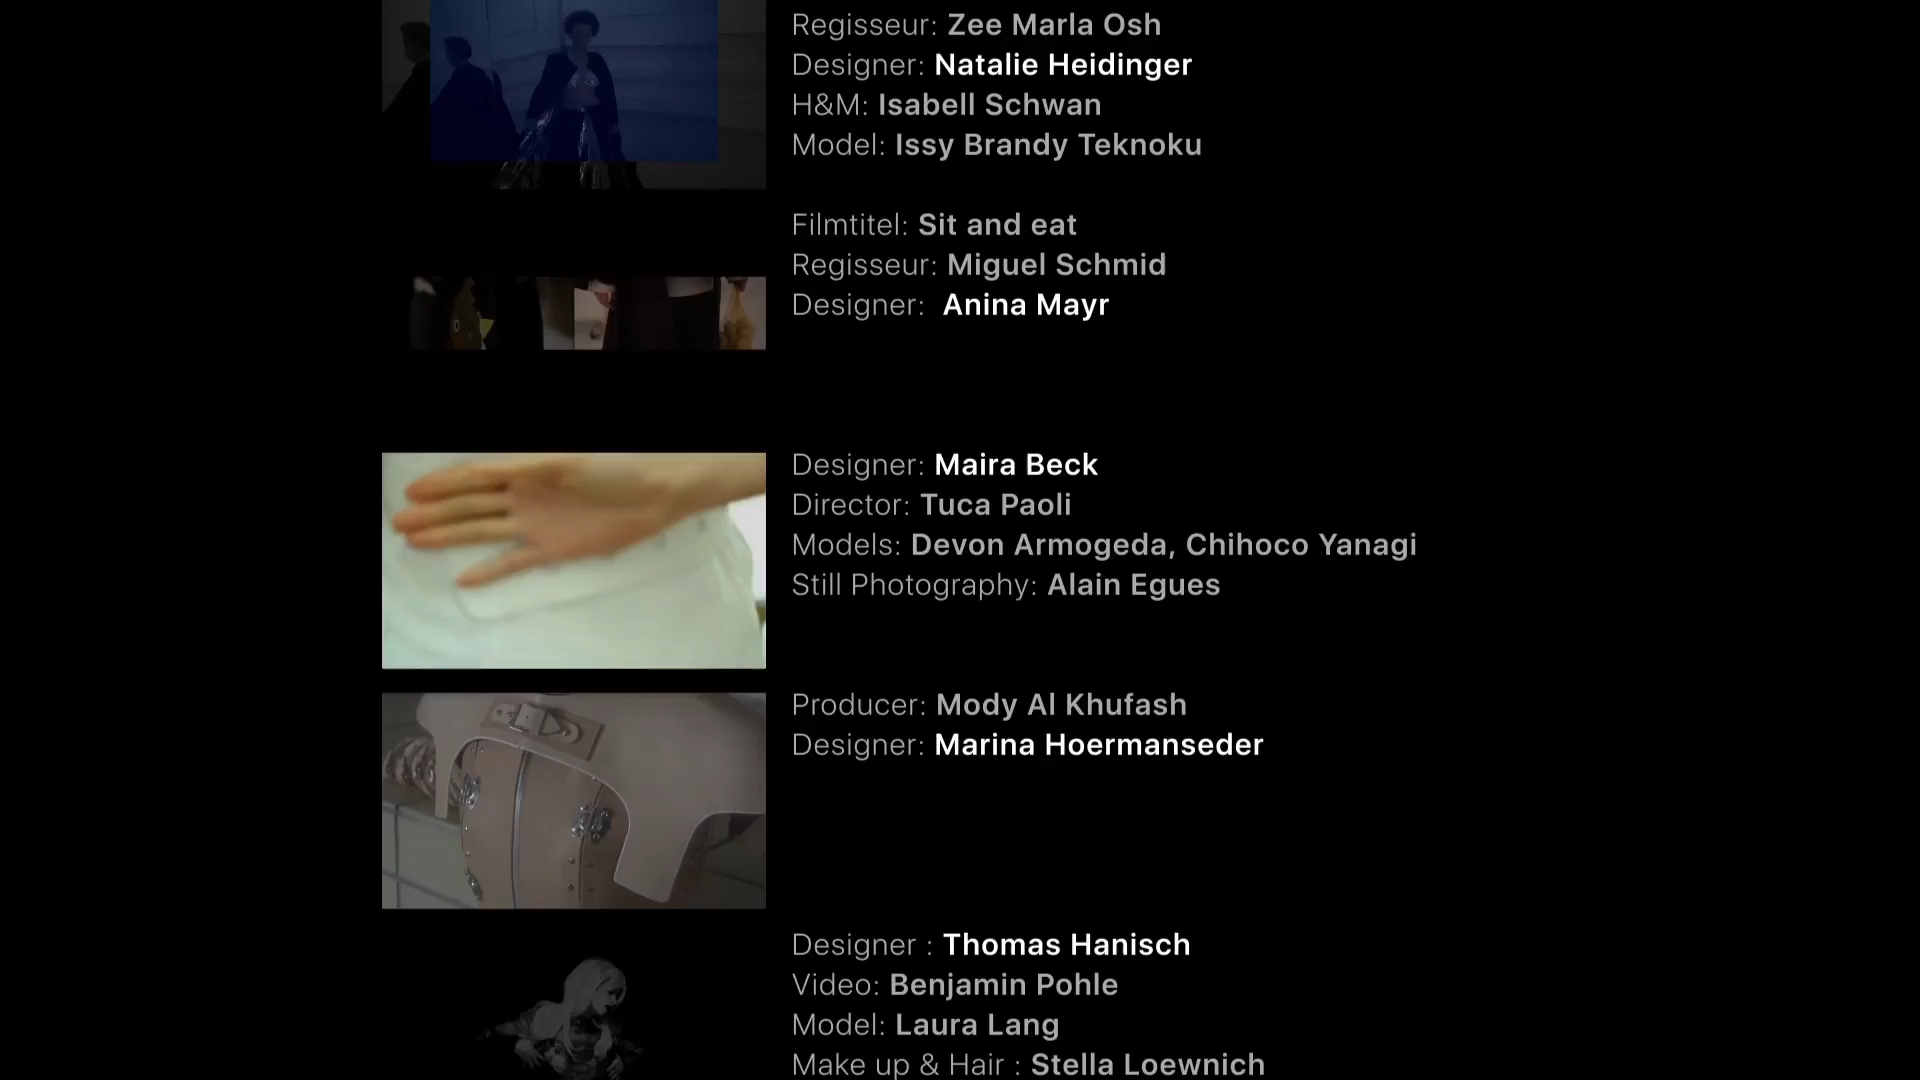 Regisseur: Zee Marla Osh
Designer: Natalie Heidinger
H&M: Isabell Schwan
Model: Issy Brandy Teknoku
Filmtitel: Sit and eat
Regisseur: Miguel Schmid
Designer: Anina Mayr
Designer: Maira Beck
Director: Tuca Paoli
Models: Devon Armogeda, Chihoco Yanagi
Still Photography: Alain Egues
Producer: Mody Al Khufash
Designer: Marina Hoermanseder
Designer : Thomas Hanisch
Video: Benjamin Pohle
Model: Laura Lang
Make up & Hair : Stella Loewnich